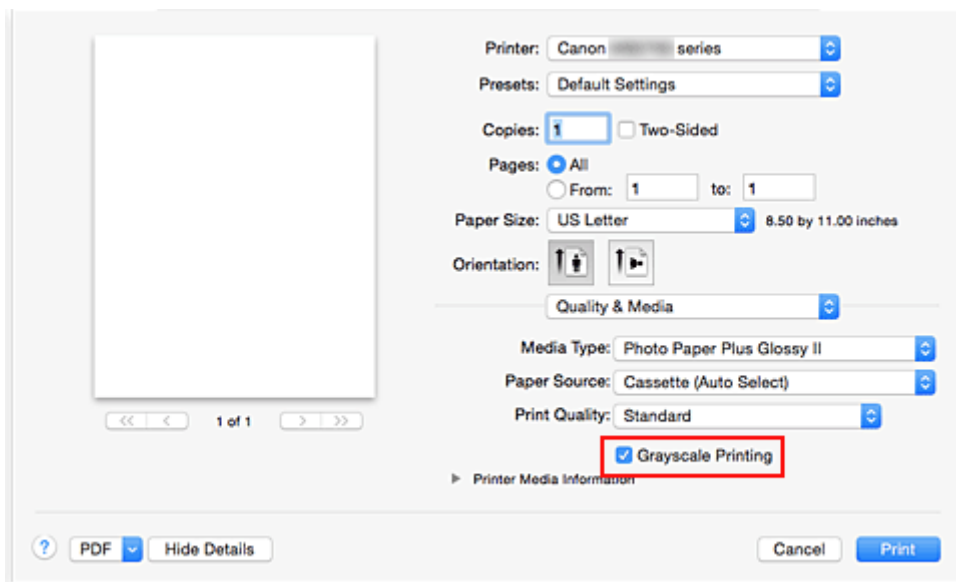 Printer: Canon series
Presets: Default Settings
Copies: 1 Two-Sided
Pages: All
From: 1 to: 1
Paper Size: US Letter 8.50 by 11.00 inches
Orientation:
Quality & Media
Media Type: Photo Paper Plus Glossy II
Paper Source: Cassette (Auto Select)
Print Quality: Standard
<< < 1 of 1 > >>
Grayscale Printing
Printer Media Information
? PDF Hide Details Cancel Print